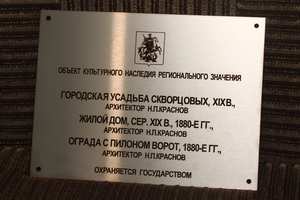 ОБЪЕКТ КУЛЬТУРНОГО НАСЛЕДИЯ РЕГИОНАЛЬНОГО ЗНАЧЕНИЯ
ГОРОДСКАЯ УСАДЬБА СКВОРЦОВЫХ, XIX В.,
АРХИТЕКТОР Н.П.КРАСНОВ
ЖИЛОЙ ДОМ, СЕР. XIX В., 1880-Е ГГ.,
АРХИТЕКТОР Н.П.КРАСНОВ
ОГРАДА С ПИЛОНОМ ВОРОТ, 1880-Е ГГ.,
АРХИТЕКТОР Н.П.КРАСНОВ
ОХРАНЯЕТСЯ ГОСУДАРСТВОМ